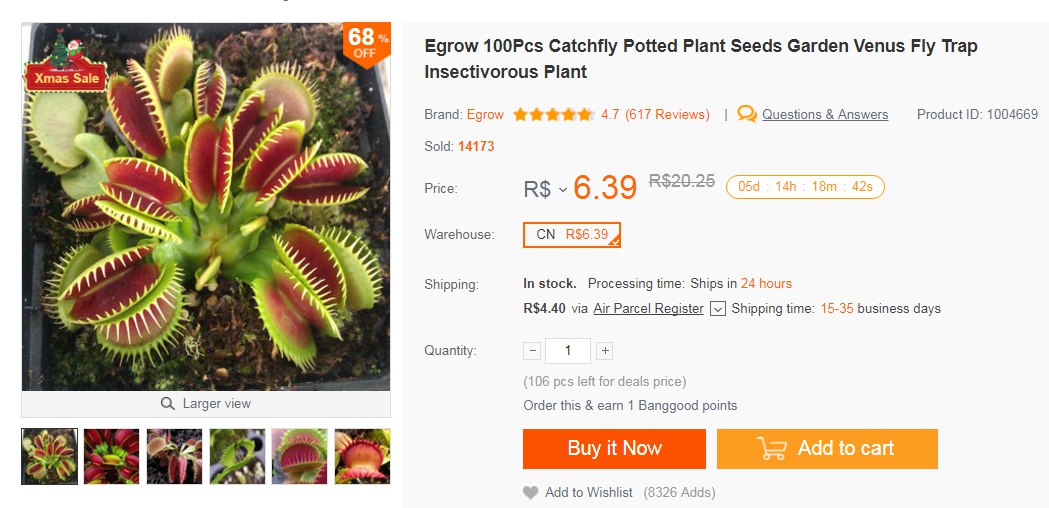 68 %
OFF
Xmas Sale
Larger view
Egrow 100Pcs Catchfly Potted Plant Seeds Garden Venus Fly Trap
Insectivorous Plant
Brand: Egrow 4.7 (617 Reviews) | Questions & Answers Product ID: 1004669
Sold: 14173
Price: R$ 6.39 R$20.25 05d : 14h : 18m : 42s
Warehouse: CN R$6.39
Shipping: In stock. Processing time: Ships in 24 hours
R$4.40 via Air Parcel Register Shipping time: 15-35 business days
Quantity: − 1 +
(106 pcs left for deals price)
Order this & earn 1 Banggood points
Buy it Now Add to cart
Add to Wishlist (8326 Adds)